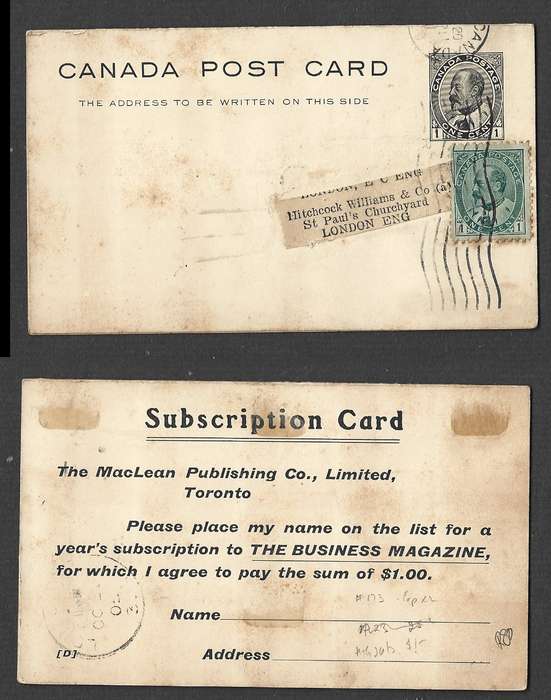 CANADA POST CARD
THE ADDRESS TO BE WRITTEN ON THIS SIDE
CANADA
CANADA POSTAGE
1 ONE CENT 1
LONDON, E C ENG
Hitchcock Williams & Co (a)
St Paul's Churchyard
LONDON ENG
CANADA POSTAGE
1 1
Subscription Card
The MacLean Publishing Co., Limited,
Toronto
Please place my name on the list for a
year's subscription to THE BUSINESS MAGAZINE,
for which I agree to pay the sum of $1.00.
#173
Name
$15
[D] Address